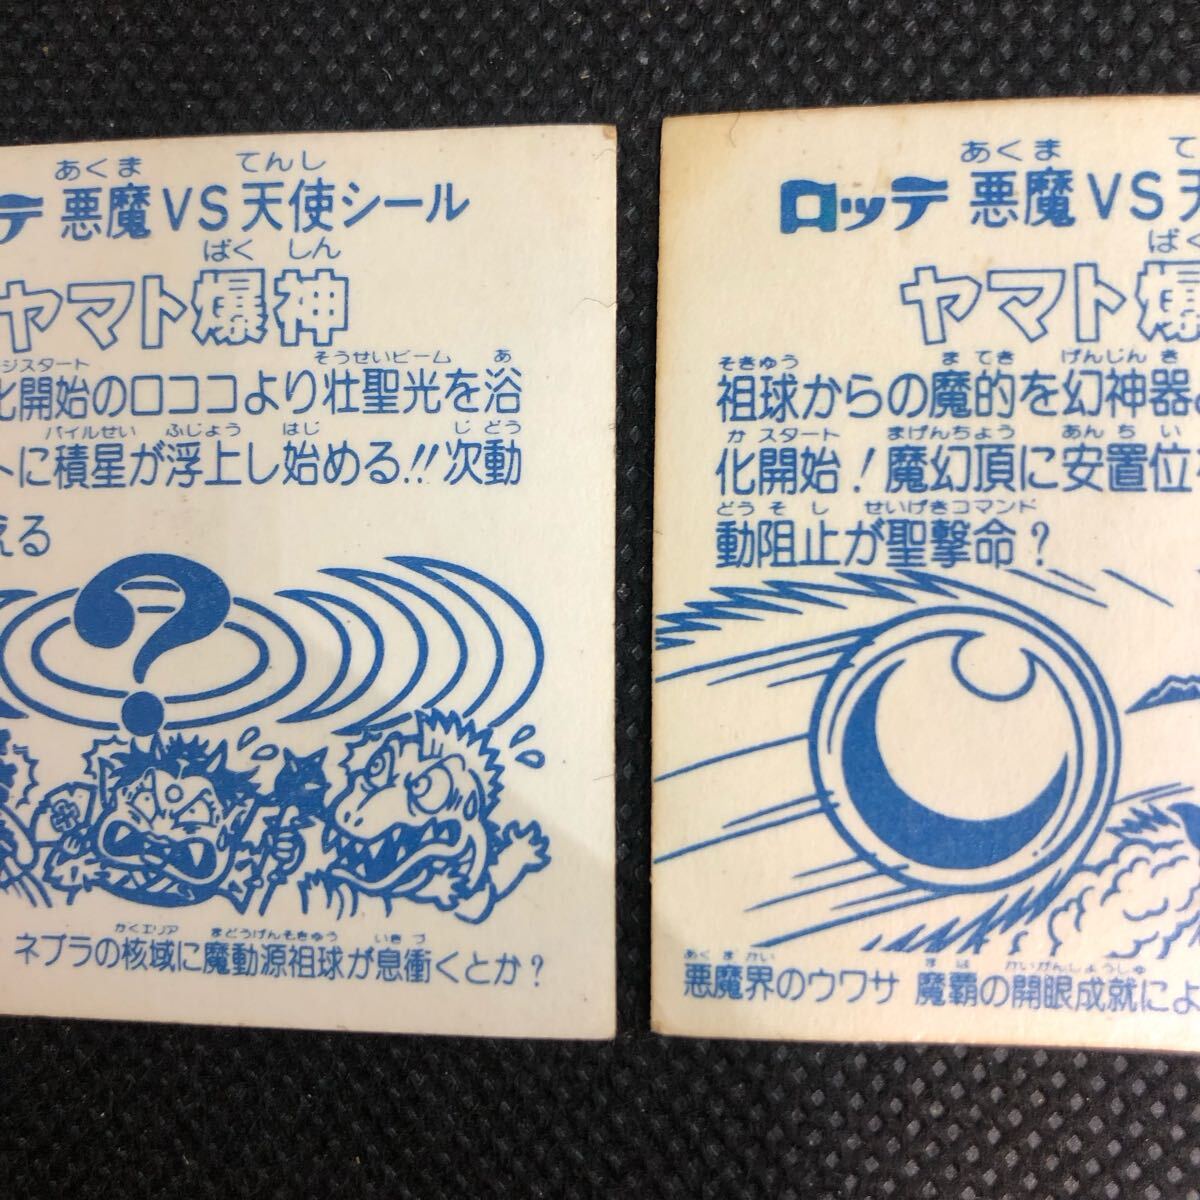 あくま てんし
テ 悪魔VS天使シール
ばくしん
ヤマト爆神
ジスタート そうせいビーム あ
化開始のロココより壮聖光を浴
パイルせい ふじょう はじ じどう
トに積星が浮上し始める!!次動
える
?
かくエリア まどうげんそきゅう いきづ
ネブラの核域に魔動源祖球が息衝くとか?
あくま て
ロッテ 悪魔VS天
ばく
ヤマト爆
そきゅう まてき げんじんき
祖球からの魔的を幻神器
かスタート まげんちょう あんちい
化開始!魔幻頂に安置位
どうそし せいげきコマンド
動阻止が聖撃命?
あくまかい まは かいがんじょうしゅ
悪魔界のウワサ 魔覇の開眼成就によ